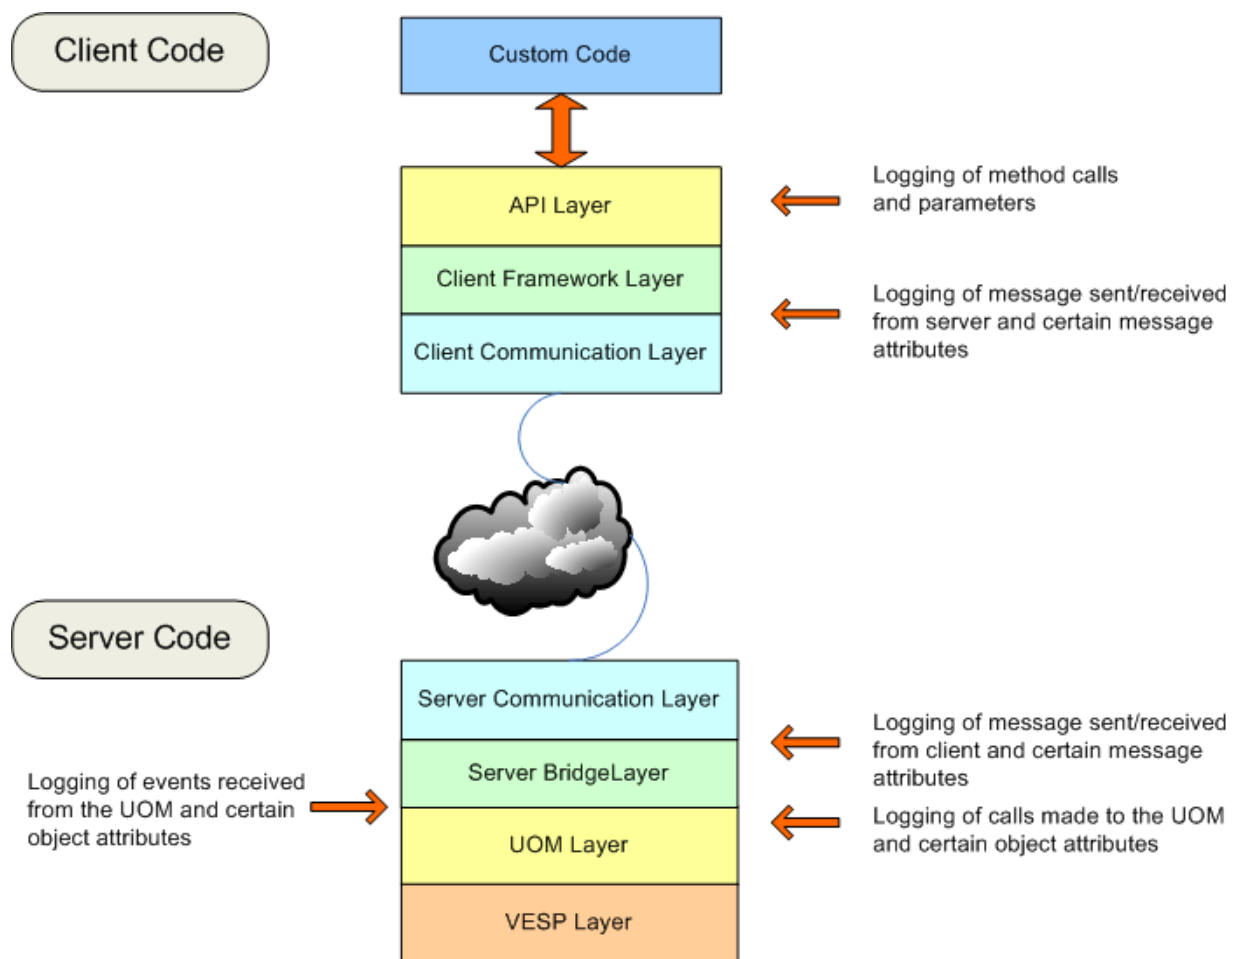 Client Code
Custom Code
API Layer
Logging of method calls
and parameters
Client Framework Layer
Logging of message sent/received
from server and certain message
attributes
Client Communication Layer
Server Code
Server Communication Layer
Logging of message sent/received
from client and certain message
attributes
Server BridgeLayer
Logging of events received
from the UOM and certain
object attributes
Logging of calls made to the UOM
and certain object attributes
UOM Layer
VESP Layer